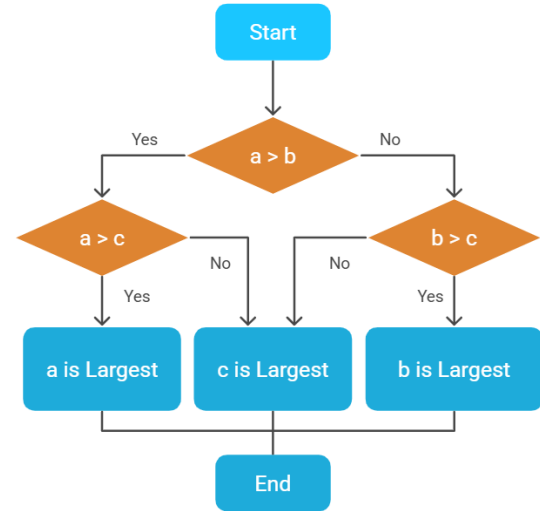 Start
Yes
No
a > b
a > c
b > c
No
No
Yes
Yes
a is Largest
c is Largest
b is Largest
End